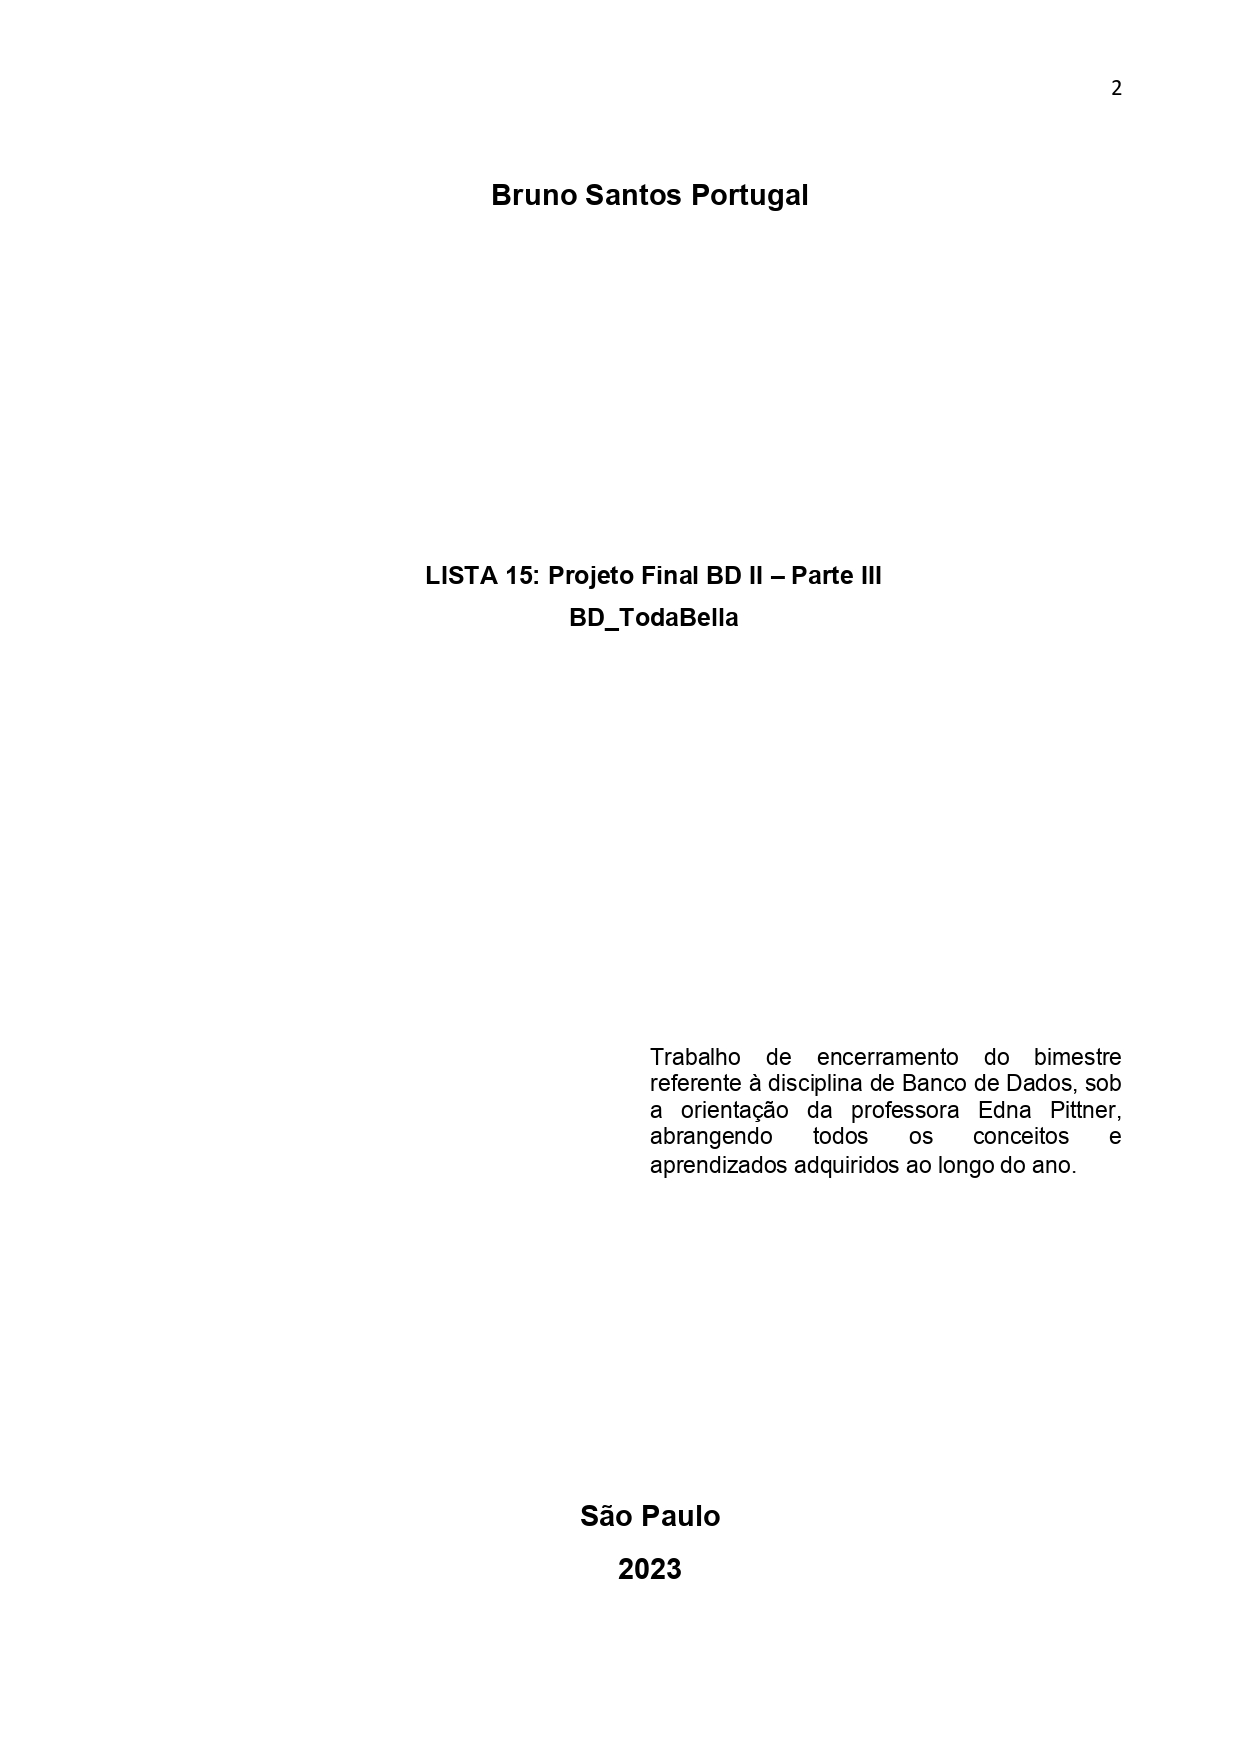 2
Bruno Santos Portugal
LISTA 15: Projeto Final BD II – Parte III
BD_TodaBella
Trabalho de encerramento do bimestre
referente à disciplina de Banco de Dados, sob
a orientação da professora Edna Pittner,
abrangendo todos os conceitos e
aprendizados adquiridos ao longo do ano.
São Paulo
2023